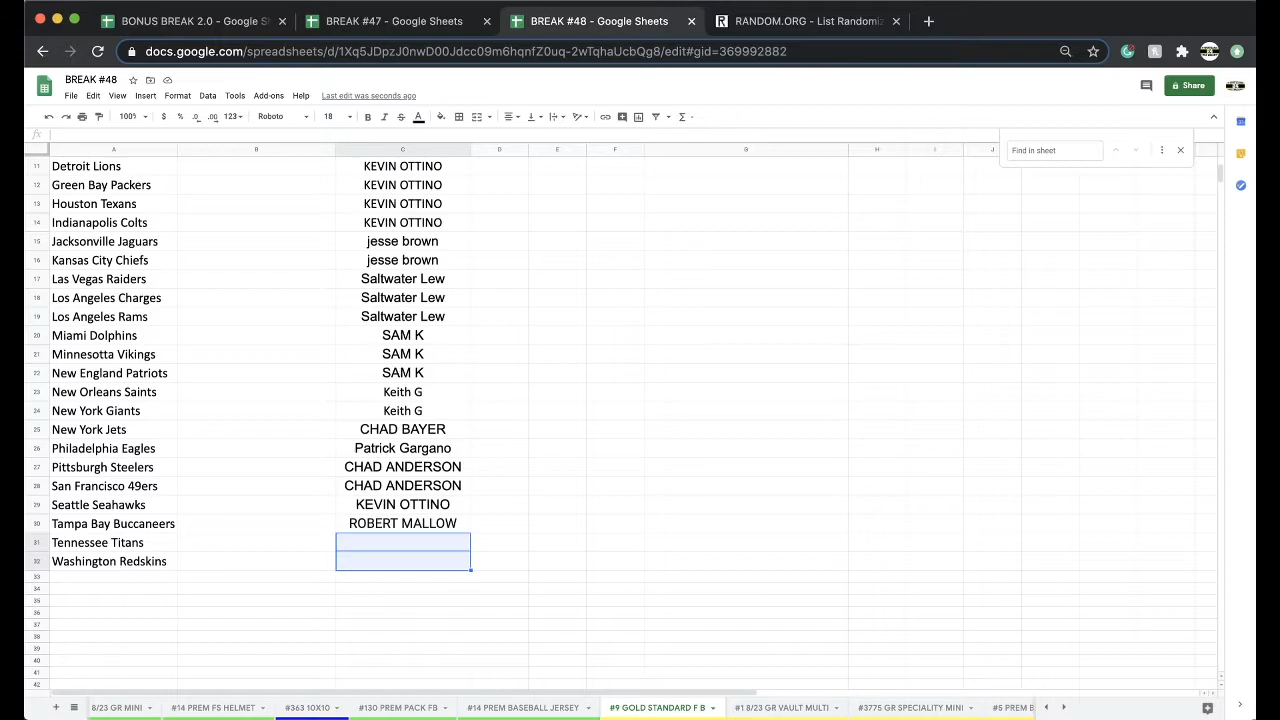 BONUS BREAK 2.0 - Google S
BREAK #47 - Google Sheets
BREAK #48 - Google Sheets
RANDOM.ORG - List Randomiz
docs.google.com/spreadsheets/d/1Xq5JDpzJ0nwD00Jdcc09m6hqnfZ0uq-2wTqhaUcbQg8/edit#gid=369992882
BREAK #48
File Edit View Insert Format Data Tools Add-ons Help Last edit was seconds ago
Share
100% $ % .0 .00 123 Roboto 18 B I S A
fx
Find in sheet
A B C D E F G H I J
11 Detroit Lions KEVIN OTTINO
12 Green Bay Packers KEVIN OTTINO
13 Houston Texans KEVIN OTTINO
14 Indianapolis Colts KEVIN OTTINO
15 Jacksonville Jaguars jesse brown
16 Kansas City Chiefs jesse brown
17 Las Vegas Raiders Saltwater Lew
18 Los Angeles Charges Saltwater Lew
19 Los Angeles Rams Saltwater Lew
20 Miami Dolphins SAM K
21 Minnesotta Vikings SAM K
22 New England Patriots SAM K
23 New Orleans Saints Keith G
24 New York Giants Keith G
25 New York Jets CHAD BAYER
26 Philadelphia Eagles Patrick Gargano
27 Pittsburgh Steelers CHAD ANDERSON
28 San Francisco 49ers CHAD ANDERSON
29 Seattle Seahawks KEVIN OTTINO
30 Tampa Bay Buccaneers ROBERT MALLOW
31 Tennessee Titans
32 Washington Redskins
33
34
35
36
37
38
39
40
41
42
8/23 GR MINI #14 PREM FS HELMET #363 10X10 #130 PREM PACK FB #14 PREM BASEBALL JERSEY #9 GOLD STANDARD F B #1 8/23 GR VAULT MULTI #3775 GR SPECIALITY MINI #5 PREM B